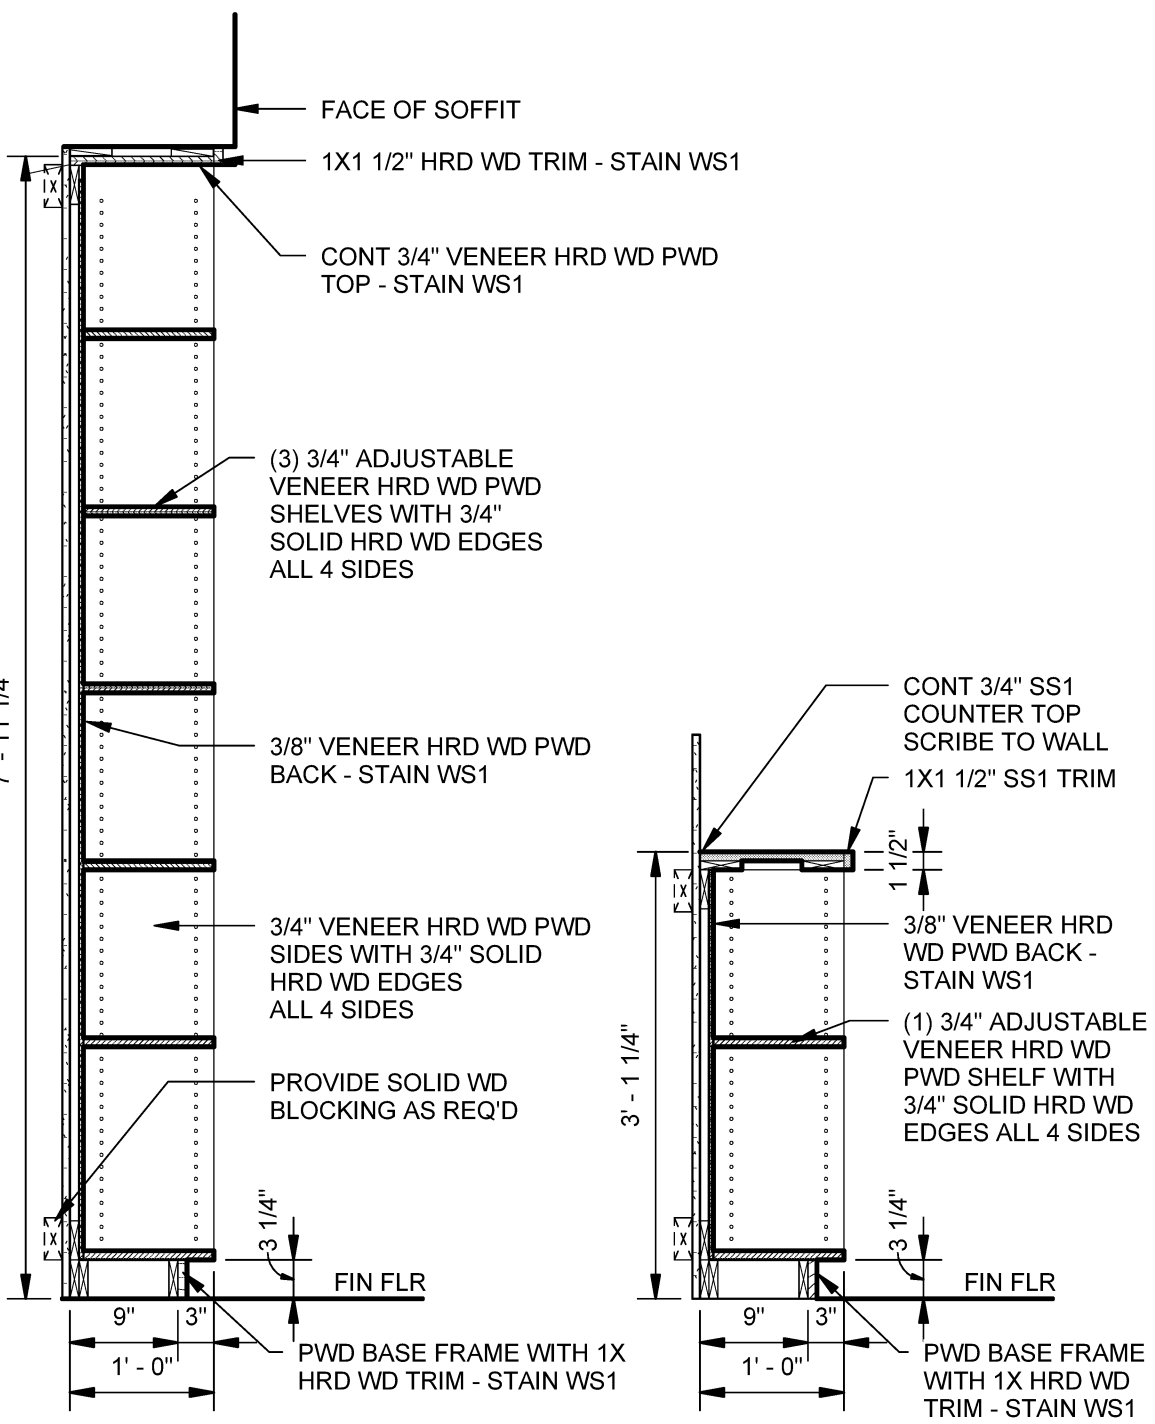 FACE OF SOFFIT
1X1 1/2" HRD WD TRIM - STAIN WS1
CONT 3/4" VENEER HRD WD PWD
TOP - STAIN WS1
(3) 3/4" ADJUSTABLE
VENEER HRD WD PWD
SHELVES WITH 3/4"
SOLID HRD WD EDGES
ALL 4 SIDES
3/8" VENEER HRD WD PWD
BACK - STAIN WS1
3/4" VENEER HRD WD PWD
SIDES WITH 3/4" SOLID
HRD WD EDGES
ALL 4 SIDES
PROVIDE SOLID WD
BLOCKING AS REQ'D
3 1/4"
FIN FLR
9"
3"
1' - 0"
PWD BASE FRAME WITH 1X
HRD WD TRIM - STAIN WS1
CONT 3/4" SS1
COUNTER TOP
SCRIBE TO WALL
1X1 1/2" SS1 TRIM
1 1/2"
3/8" VENEER HRD
WD PWD BACK -
STAIN WS1
(1) 3/4" ADJUSTABLE
VENEER HRD WD
PWD SHELF WITH
3/4" SOLID HRD WD
EDGES ALL 4 SIDES
3' - 1 1/4"
3 1/4"
FIN FLR
9"
3"
1' - 0"
PWD BASE FRAME
WITH 1X HRD WD
TRIM - STAIN WS1